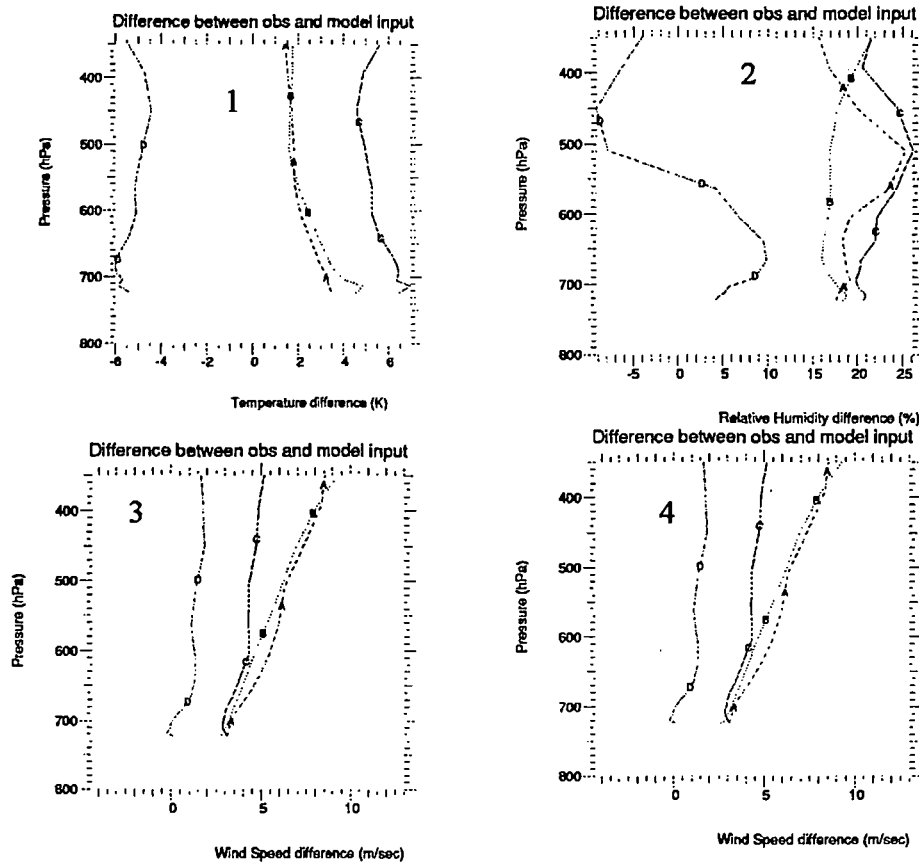 Difference between obs and model input
1
400
500
600
700
800
Pressure (hPa)
-6
-4
-2
0
2
4
6
Temperature difference (K)
A
B
A
B
A
C
C
D
D
Difference between obs and model input
2
400
500
600
700
800
Pressure (hPa)
-5
0
5
10
15
20
25
Relative Humidity difference (%)
B
A
C
D
D
A
B
C
D
A
Difference between obs and model input
3
400
500
600
700
800
Pressure (hPa)
0
5
10
Wind Speed difference (m/sec)
A
B
C
D
A
B
C
D
A
Difference between obs and model input
4
400
500
600
700
800
Pressure (hPa)
0
5
10
Wind Speed difference (m/sec)
A
B
C
D
A
B
C
D
A